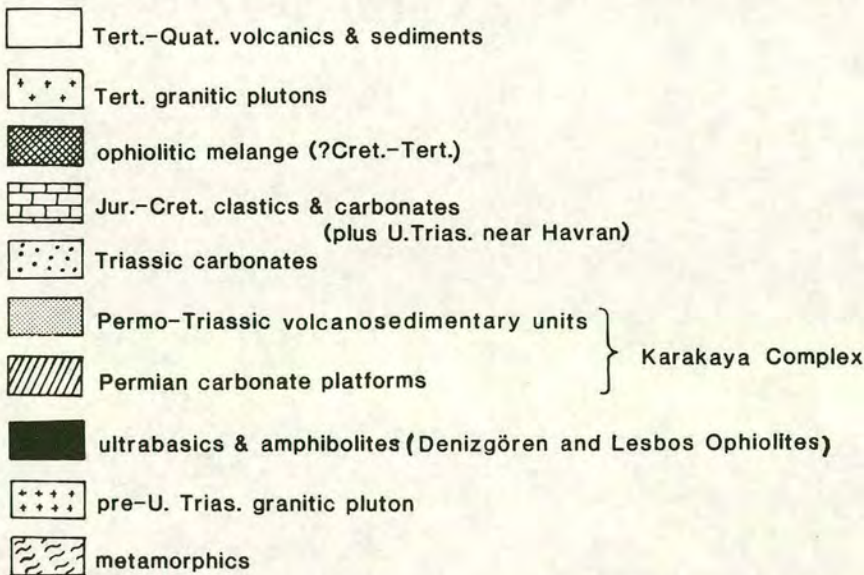 Tert.-Quat. volcanics & sediments
Tert. granitic plutons
ophiolitic melange (?Cret.-Tert.)
Jur.-Cret. clastics & carbonates
(plus U.Trias. near Havran)
Triassic carbonates
Permo-Triassic volcanosedimentary units
Karakaya Complex
Permian carbonate platforms
ultrabasics & amphibolites (Denizgören and Lesbos Ophiolites)
pre-U. Trias. granitic pluton
metamorphics